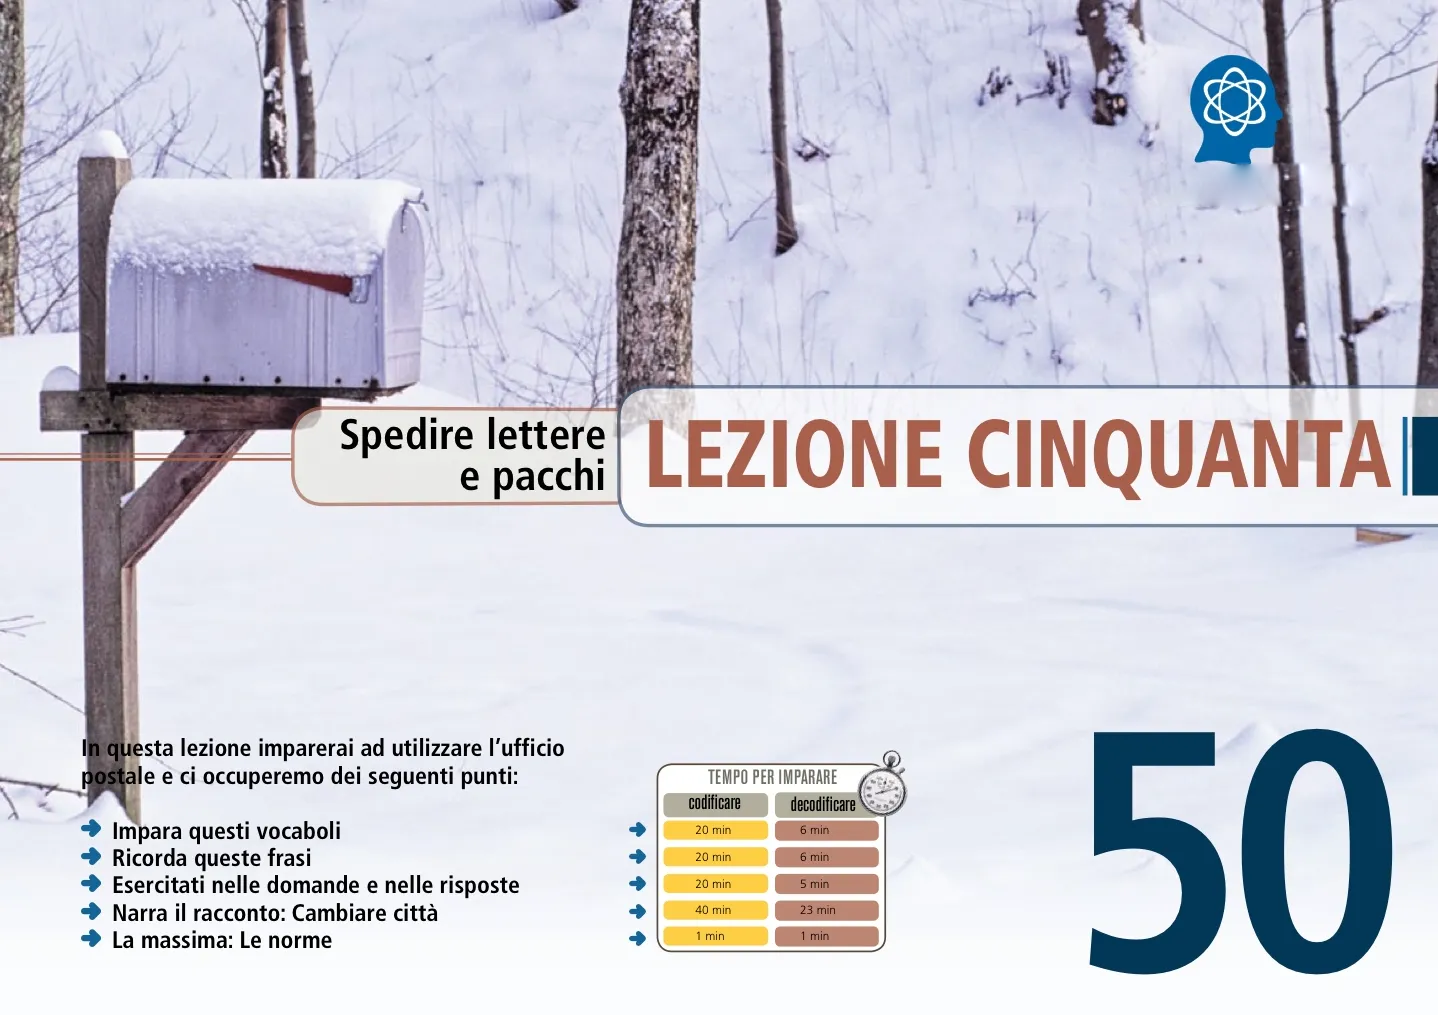 Spedire lettere
e pacchi
LEZIONE CINQUANTA
In questa lezione imparerai ad utilizzare l'ufficio
postale e ci occuperemo dei seguenti punti:
Impara questi vocaboli
Ricorda queste frasi
Esercitati nelle domande e nelle risposte
Narra il racconto: Cambiare città
La massima: Le norme
TEMPO PER IMPARARE
codificare decodificare
20 min 6 min
20 min 6 min
20 min 5 min
40 min 23 min
1 min 1 min
50